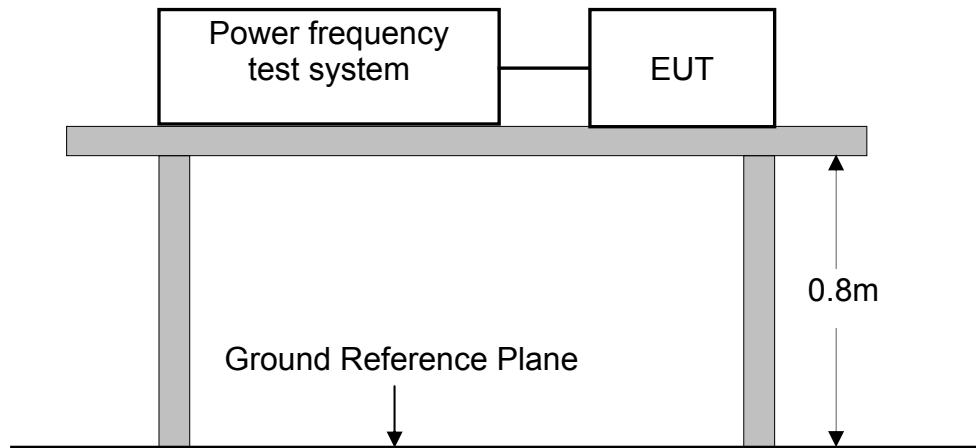 Power frequency
test system
EUT
0.8m
Ground Reference Plane